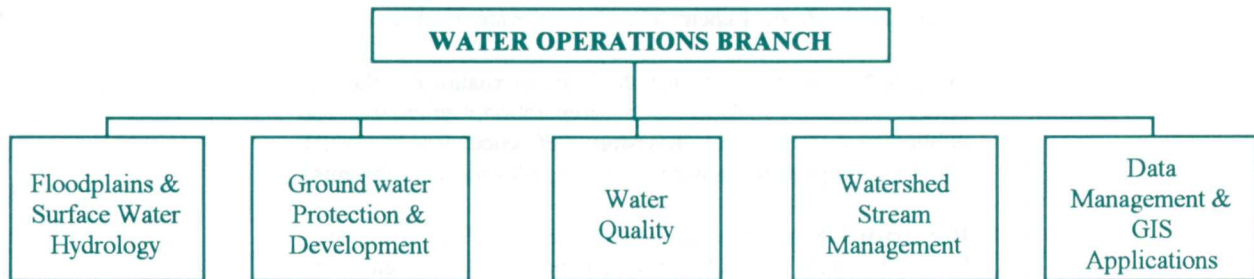 WATER OPERATIONS BRANCH
Floodplains &
Surface Water
Hydrology
Ground water
Protection &
Development
Water
Quality
Watershed
Stream
Management
Data
Management &
GIS
Applications